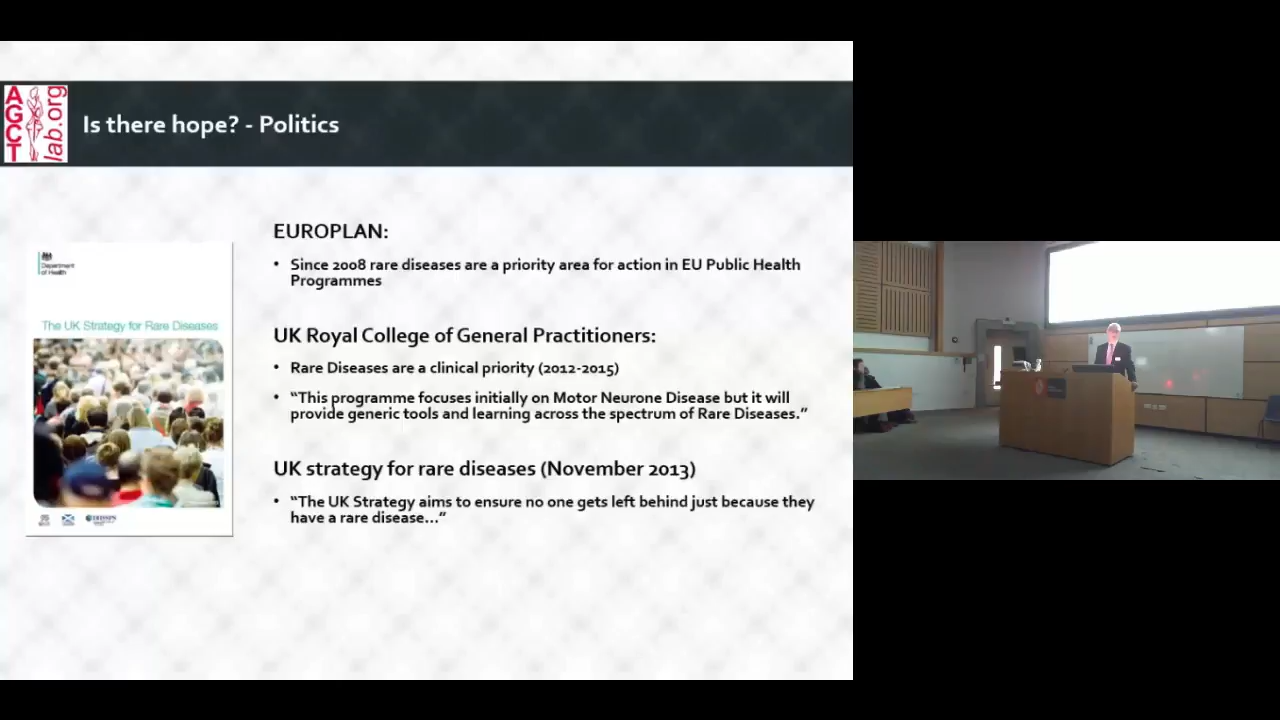 AGCT
lab.org
Is there hope? - Politics
EUROPLAN:
• Since 2008 rare diseases are a priority area for action in EU Public Health
Programmes
Department
of Health
The UK Strategy for Rare Diseases
UK Royal College of General Practitioners:
• Rare Diseases are a clinical priority (2012-2015)
• “This programme focuses initially on Motor Neurone Disease but it will
provide generic tools and learning across the spectrum of Rare Diseases.”
UK strategy for rare diseases (November 2013)
• “The UK Strategy aims to ensure no one gets left behind just because they
have a rare disease...”